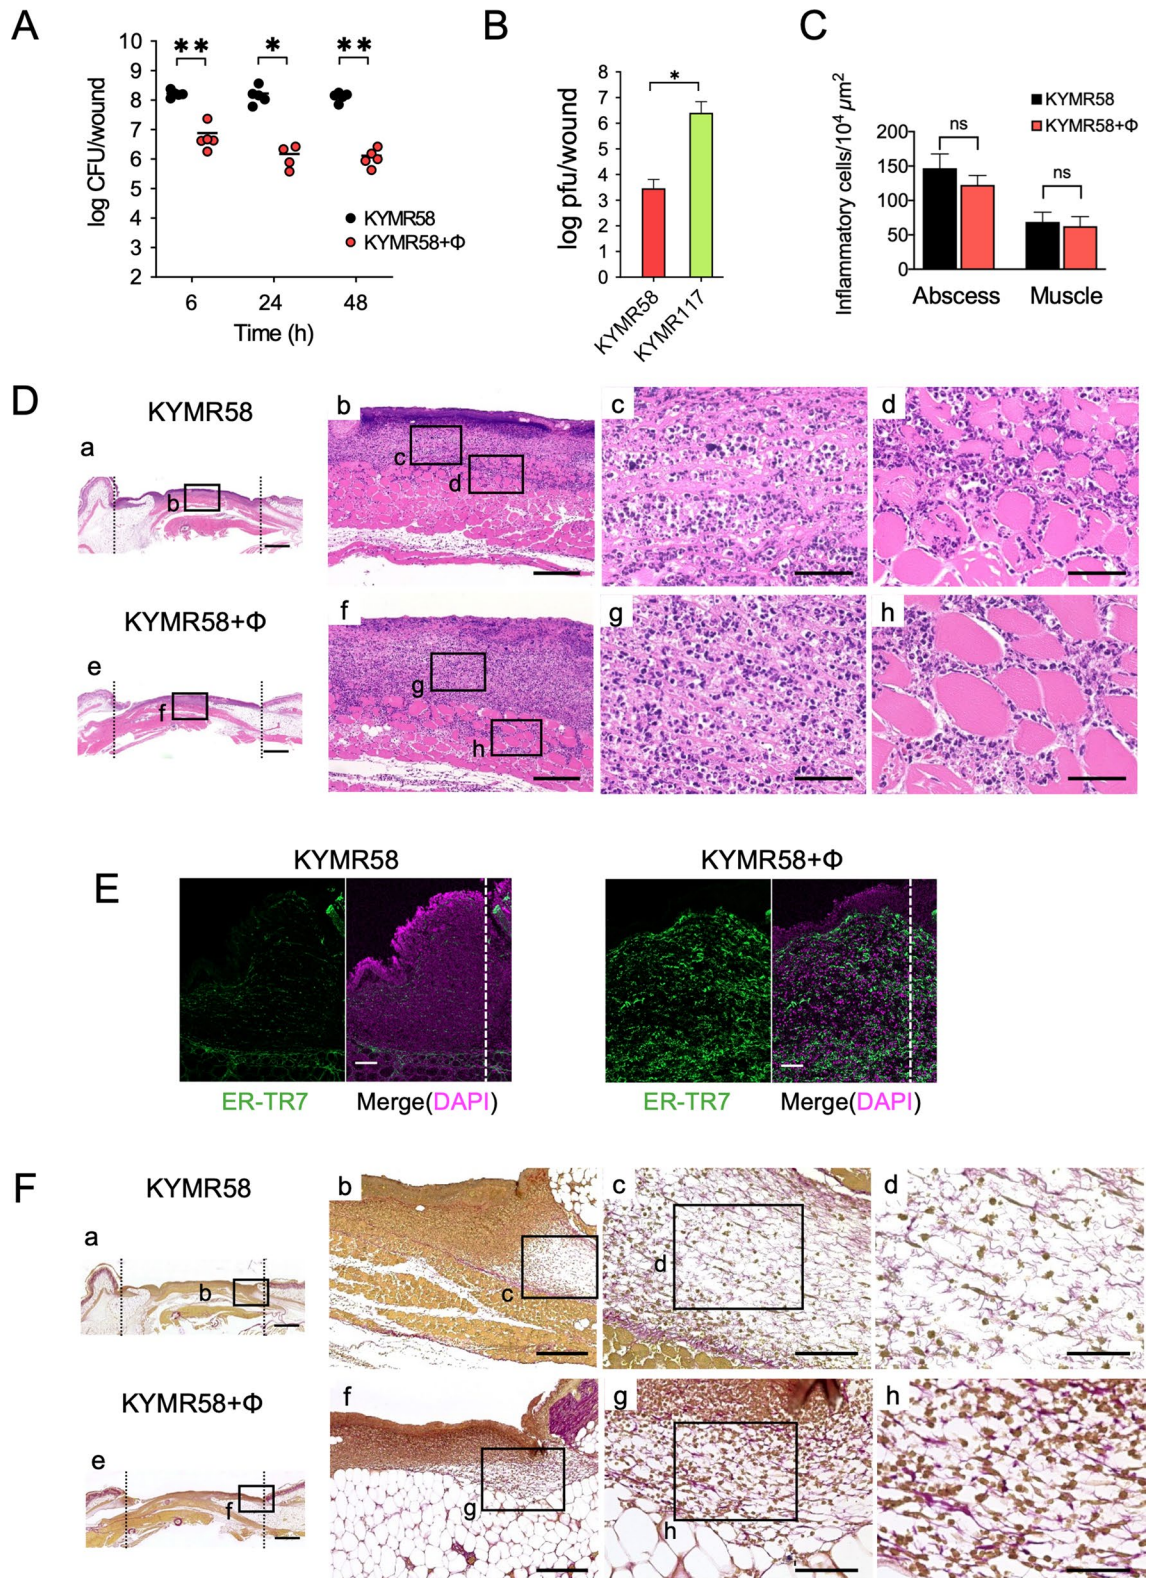 A
10
9
8
7
6
5
4
3
2
log CFU/wound
** * **
KYMR58
KYMR58+Φ
6 24 48
Time (h)
B
8
7
6
5
4
3
2
1
0
log pfu/wound
*
KYMR58
KYMR117
C
Inflammatory cells/10⁴ µm²
200
150
100
50
0
ns
ns
KYMR58
KYMR58+Φ
Abscess Muscle
D
KYMR58
a
b
b
c
d
c
d
KYMR58+Φ
e
f
f
g
h
g
h
E
KYMR58
KYMR58+Φ
ER-TR7 Merge(DAPI)
ER-TR7 Merge(DAPI)
F
KYMR58
a
b
b
c
c
d
d
KYMR58+Φ
e
f
f
g
g
h
h